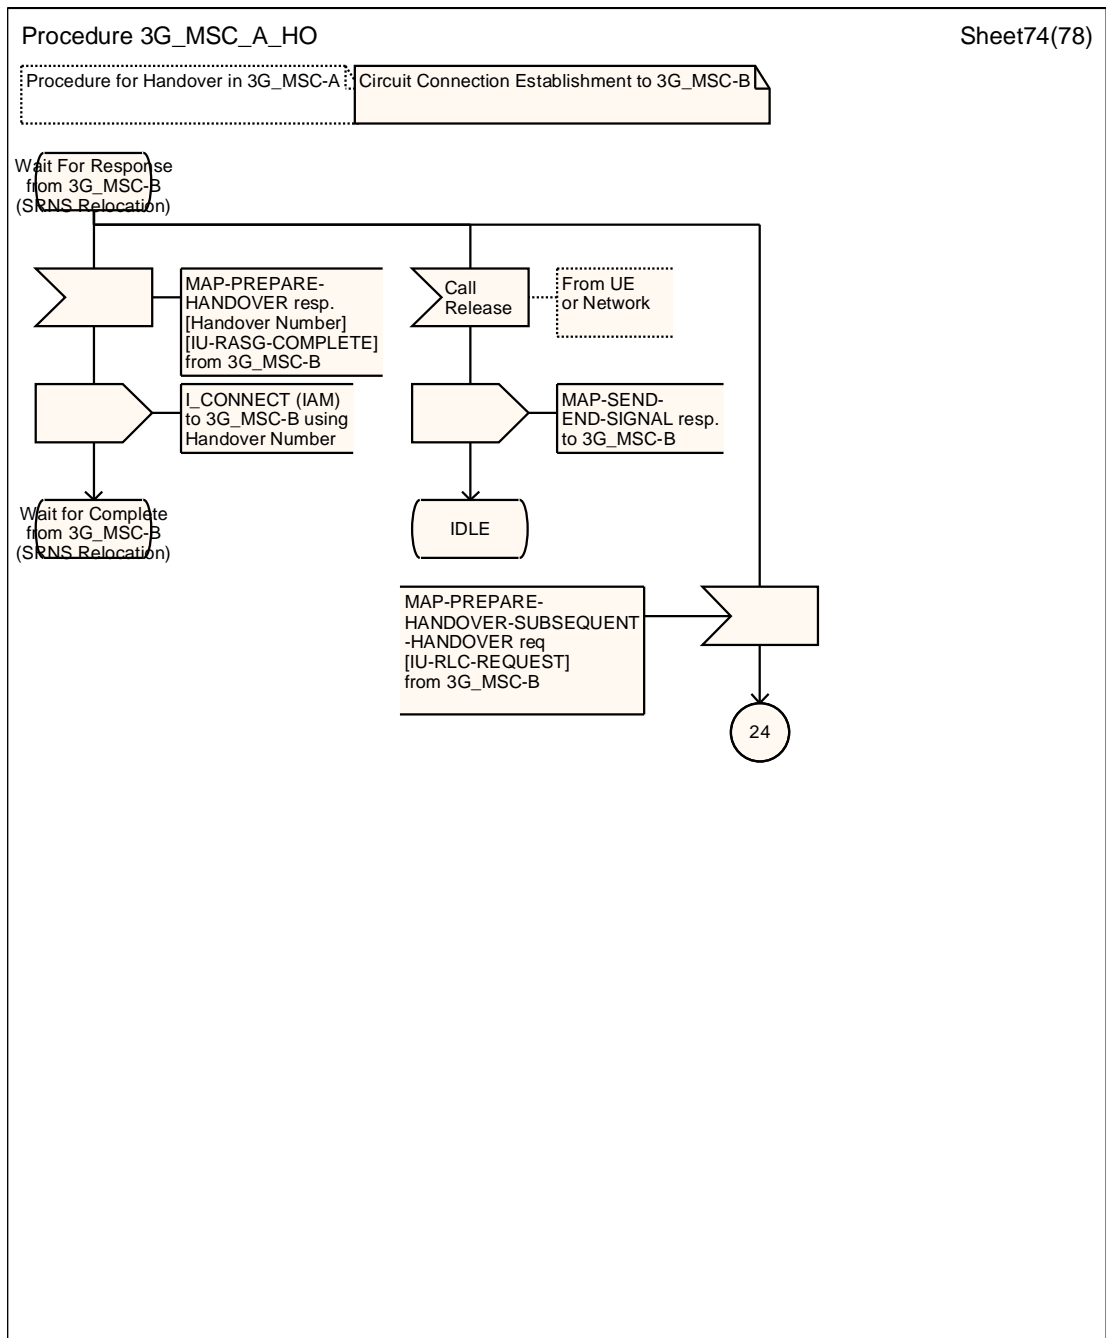 Procedure 3G_MSC_A_HO
Sheet74(78)
Procedure for Handover in 3G_MSC-A
Circuit Connection Establishment to 3G_MSC-B
Wait For Response
from 3G_MSC-B
(SRNS Relocation)
MAP-PREPARE-
HANDOVER resp.
[Handover Number]
[IU-RASG-COMPLETE]
from 3G_MSC-B
Call
Release
From UE
or Network
I_CONNECT (IAM)
to 3G_MSC-B using
Handover Number
MAP-SEND-
END-SIGNAL resp.
to 3G_MSC-B
Wait for Complete
from 3G_MSC-B
(SRNS Relocation)
IDLE
MAP-PREPARE-
HANDOVER-SUBSEQUENT
-HANDOVER req
[IU-RLC-REQUEST]
from 3G_MSC-B
24